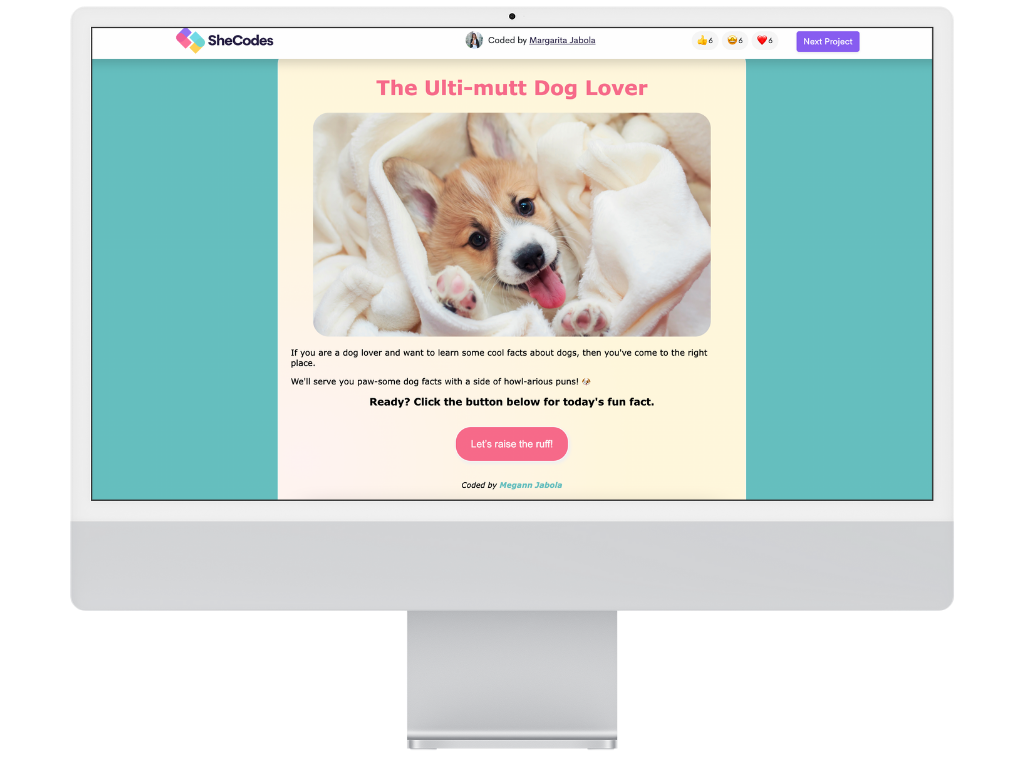 SheCodes
Coded by Margarita Jabola
👍6 🤩6 ❤️6
Next Project
The Ulti-mutt Dog Lover
If you are a dog lover and want to learn some cool facts about dogs, then you've come to the right
place.
We'll serve you paw-some dog facts with a side of howl-arious puns! 🐶
Ready? Click the button below for today's fun fact.
Let's raise the ruff!
Coded by Megann Jabola